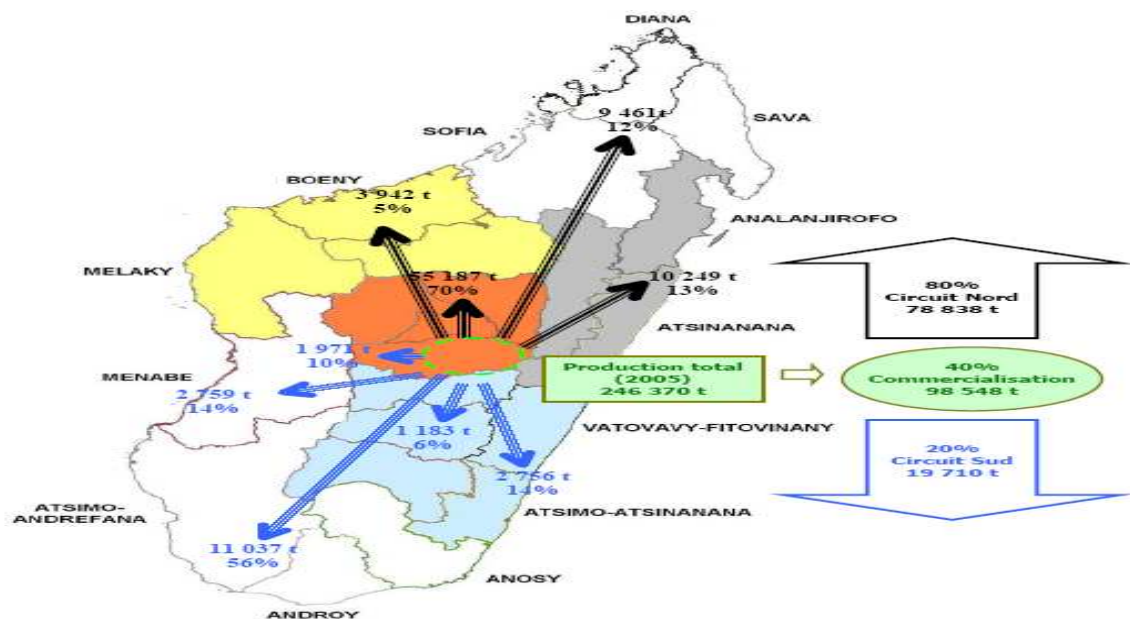 DIANA
9 461t
12%
SAVA
SOFIA
BOENY
3 942 t
5%
ANALANJIROFO
MELAKY
55 187 t
70%
10 249 t
13%
80%
Circuit Nord
78 838 t
ATSINANANA
1 971 t
10%
MENABE
2 759 t
14%
Production total
(2005)
246 370 t
40%
Commercialisation
98 548 t
1 183 t
6%
VATOVAVY-FITOVINANY
20%
Circuit Sud
19 710 t
2 756 t
14%
ATSIMO-
ANDREFANA
ATSIMO-ATSINANANA
11 037 t
56%
ANOSY
ANDROY